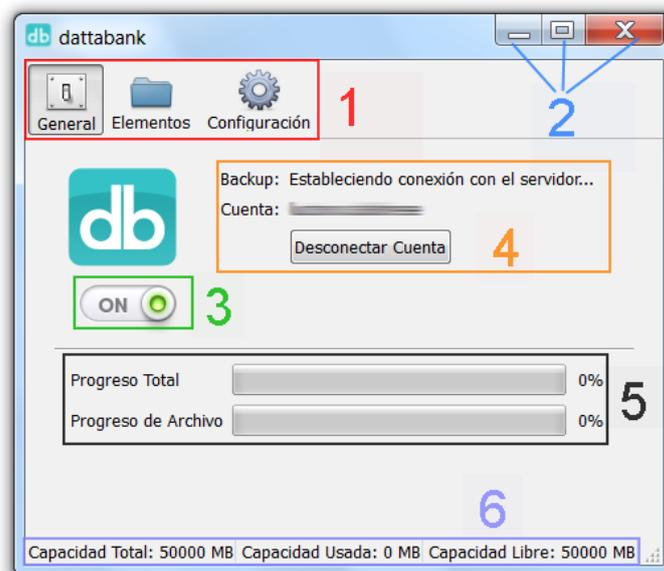 db dattabank
General Elementos Configuración
1
2
db
Backup: Estableciendo conexión con el servidor...
Cuenta:
Desconectar Cuenta
4
ON
3
Progreso Total 0%
Progreso de Archivo 0%
5
6
Capacidad Total: 50000 MB Capacidad Usada: 0 MB Capacidad Libre: 50000 MB